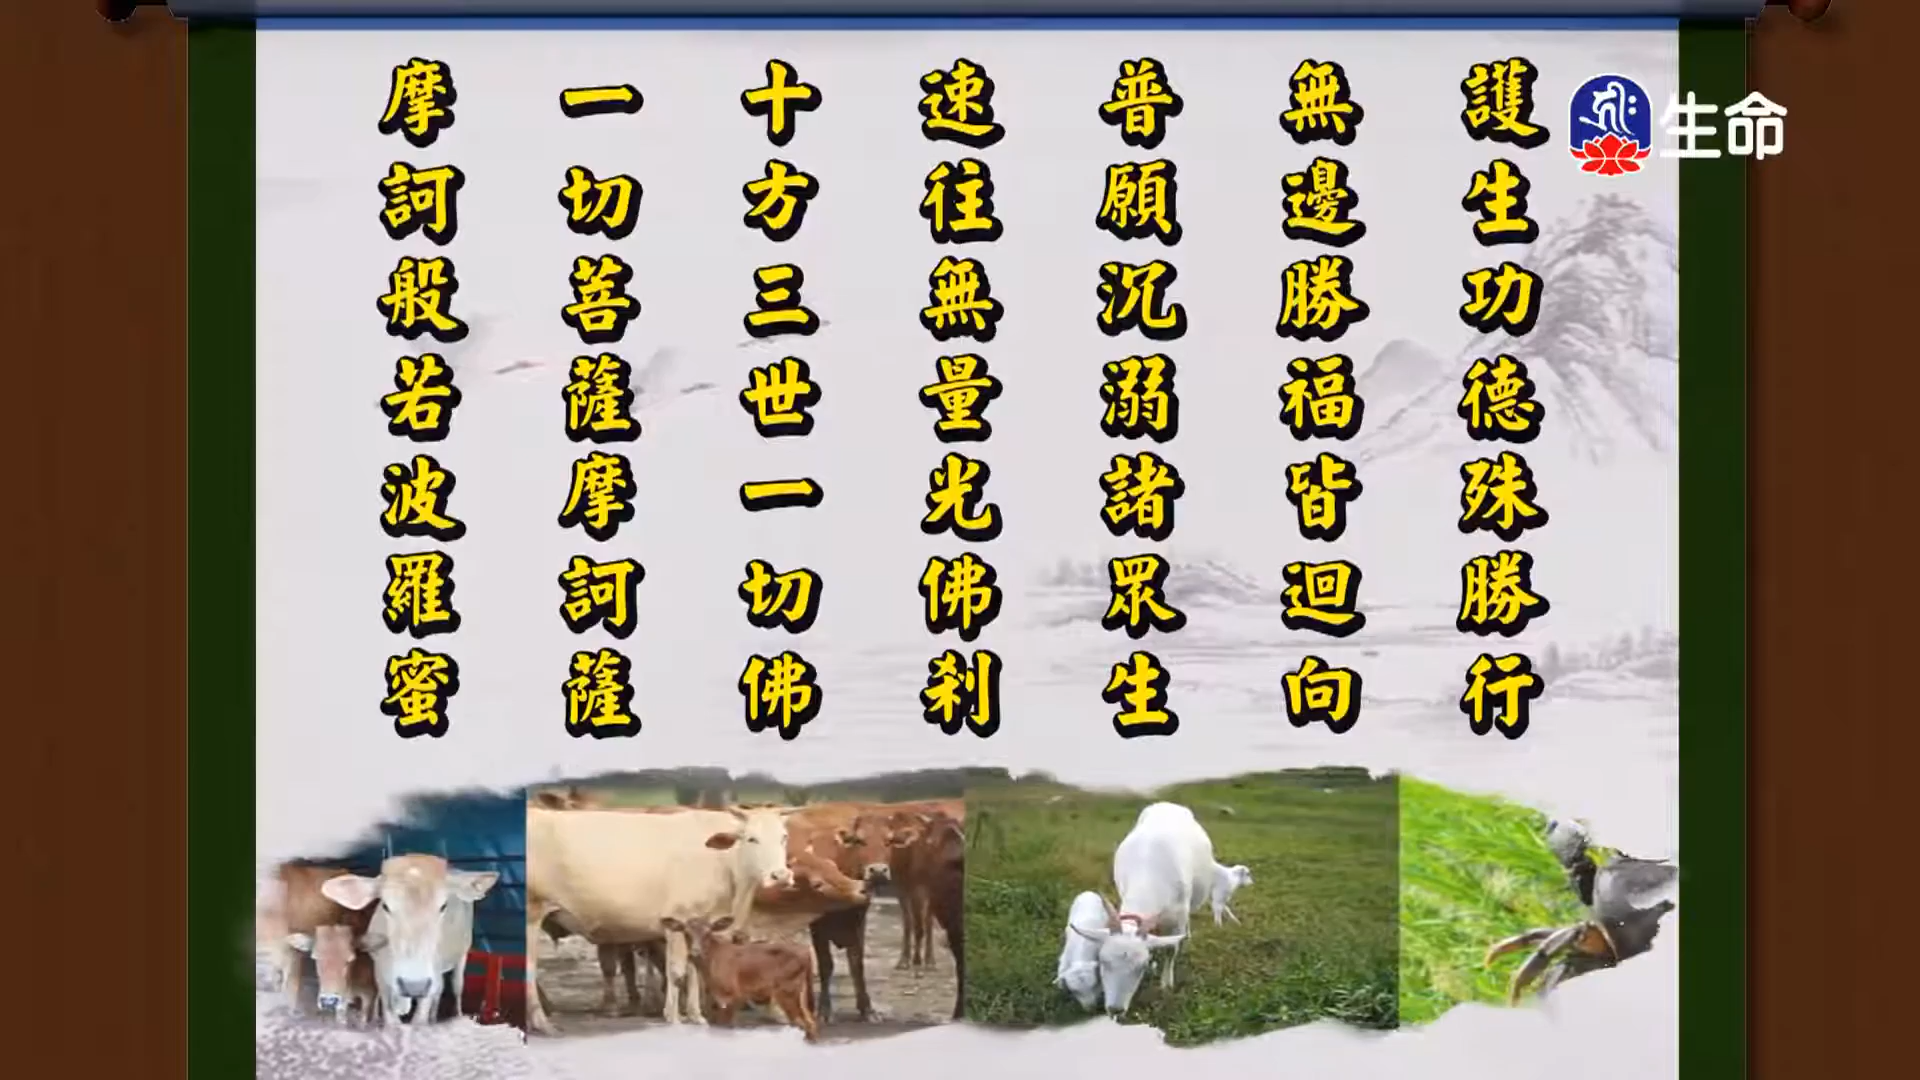 護生功德殊勝行
無邊勝福皆迴向
普願沉溺諸眾生
速往無量光佛剎
十方三世一切佛
一切菩薩摩訶薩
摩訶般若波羅蜜
生命